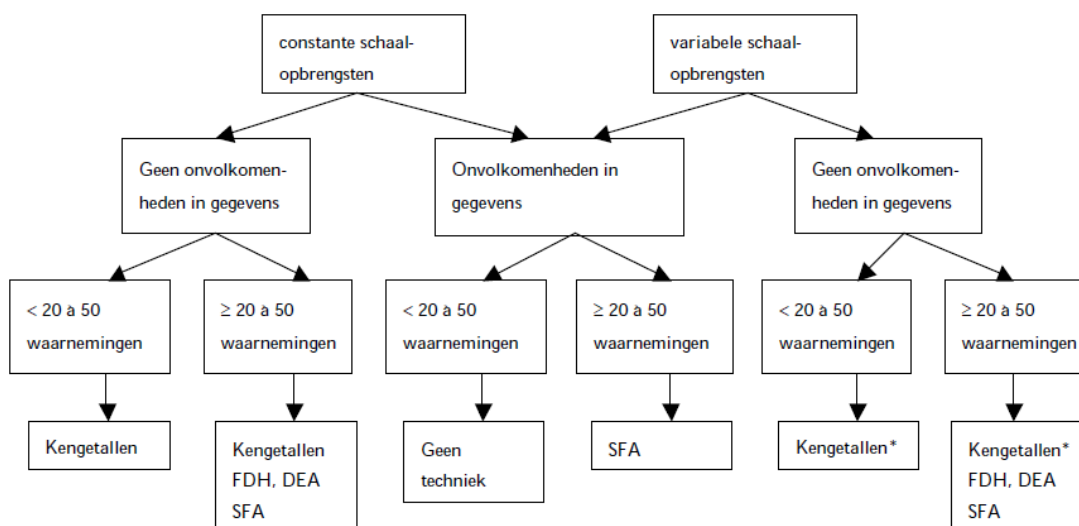 constante schaal-
opbrengsten
variabele schaal-
opbrengsten
Geen onvolkomen-
heden in gegevens
Onvolkomenheden in
gegevens
Geen onvolkomen-
heden in gegevens
< 20 à 50
waarnemingen
≥ 20 à 50
waarnemingen
< 20 à 50
waarnemingen
≥ 20 à 50
waarnemingen
< 20 à 50
waarnemingen
≥ 20 à 50
waarnemingen
Kengetallen
Kengetallen
FDH, DEA
SFA
Geen
techniek
SFA
Kengetallen*
Kengetallen*
FDH, DEA
SFA